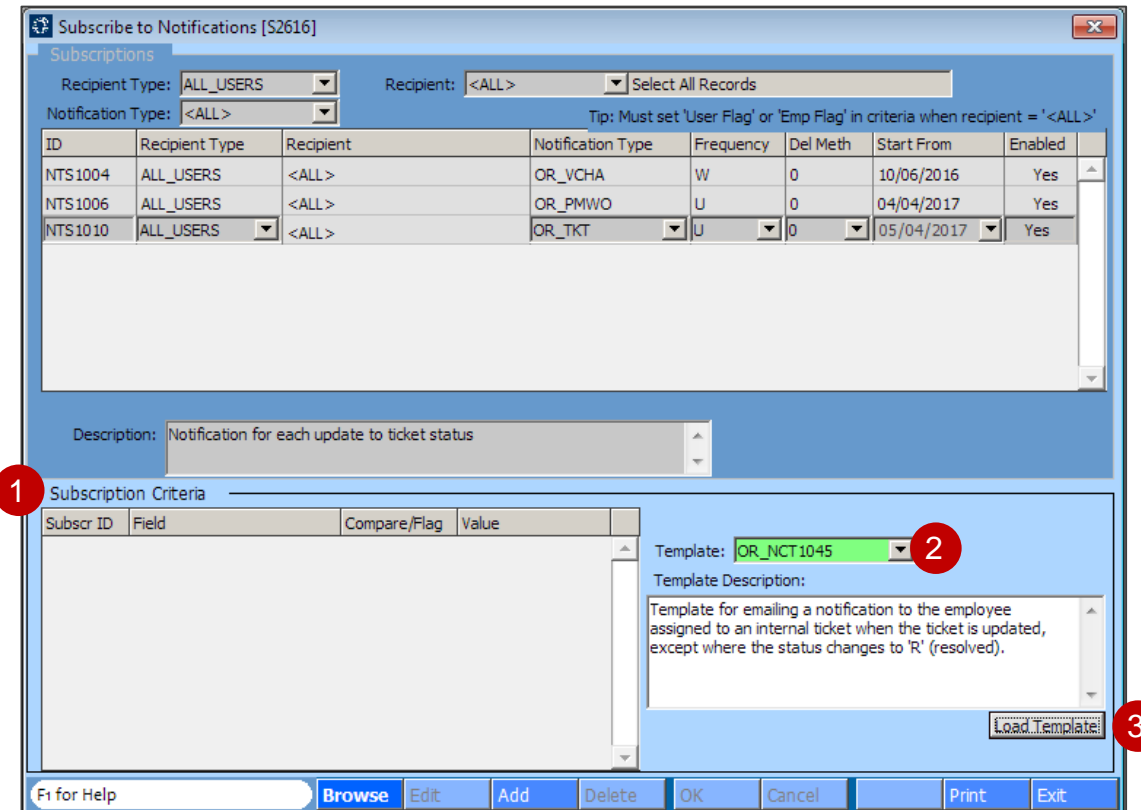 Subscribe to Notifications [S2616]
Subscriptions
Recipient Type: ALL_USERS Recipient: <ALL> Select All Records
Notification Type: <ALL> Tip: Must set 'User Flag' or 'Emp Flag' in criteria when recipient = '<ALL>'
ID Recipient Type Recipient Notification Type Frequency Del Meth Start From Enabled
NTS1004 ALL_USERS <ALL> OR_VCHA W 0 10/06/2016 Yes
NTS1006 ALL_USERS <ALL> OR_PMWO U 0 04/04/2017 Yes
NTS1010 ALL_USERS <ALL> OR_TKT U 0 05/04/2017 Yes
Description: Notification for each update to ticket status
1 Subscription Criteria
Subscr ID Field Compare/Flag Value
Template: OR_NCT1045 2
Template Description:
Template for emailing a notification to the employee
assigned to an internal ticket when the ticket is updated,
except where the status changes to 'R' (resolved).
Load Template 3
F1 for Help Browse Edit Add Delete OK Cancel Print Exit